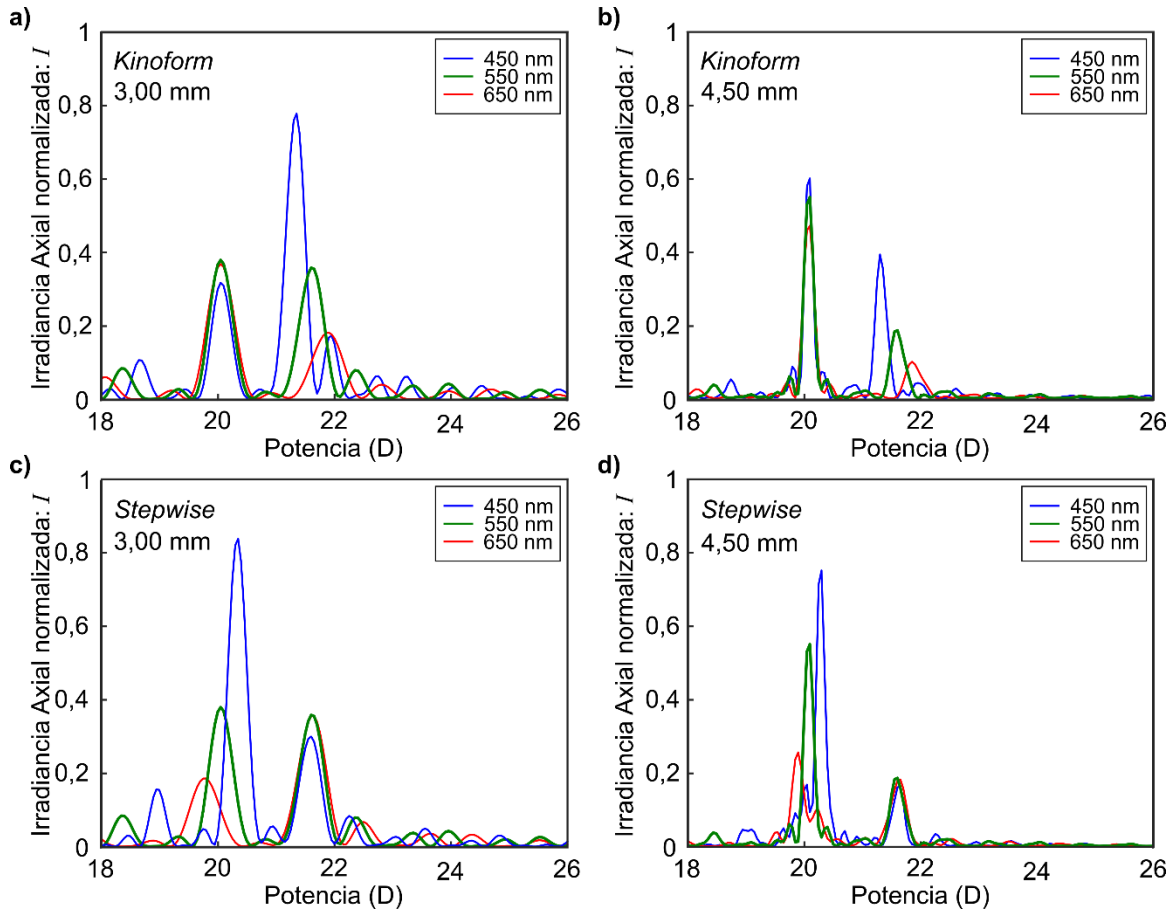 a)
Irradiancia Axial normalizada: I
1
0,8
0,6
0,4
0,2
0
Kinoform
3,00 mm
450 nm
550 nm
650 nm
18
20
22
24
26
Potencia (D)
b)
Irradiancia Axial normalizada: I
1
0,8
0,6
0,4
0,2
0
Kinoform
4,50 mm
450 nm
550 nm
650 nm
18
20
22
24
26
Potencia (D)
c)
Irradiancia Axial normalizada: I
1
0,8
0,6
0,4
0,2
0
Stepwise
3,00 mm
450 nm
550 nm
650 nm
18
20
22
24
26
Potencia (D)
d)
Irradiancia Axial normalizada: I
1
0,8
0,6
0,4
0,2
0
Stepwise
4,50 mm
450 nm
550 nm
650 nm
18
20
22
24
26
Potencia (D)